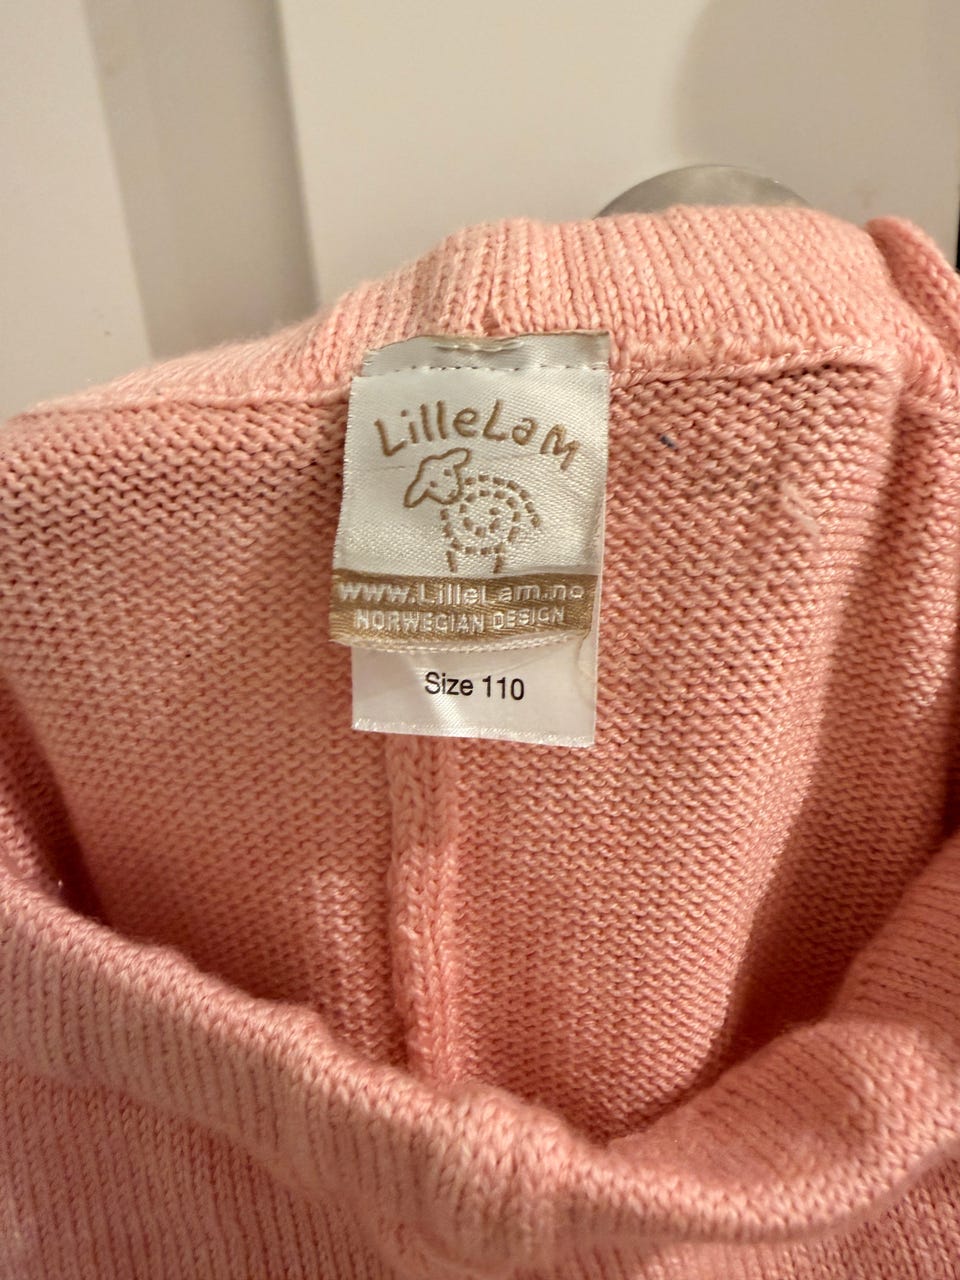 LilleLam
www.LilleLam.no
NORWEGIAN DESIGN
Size 110